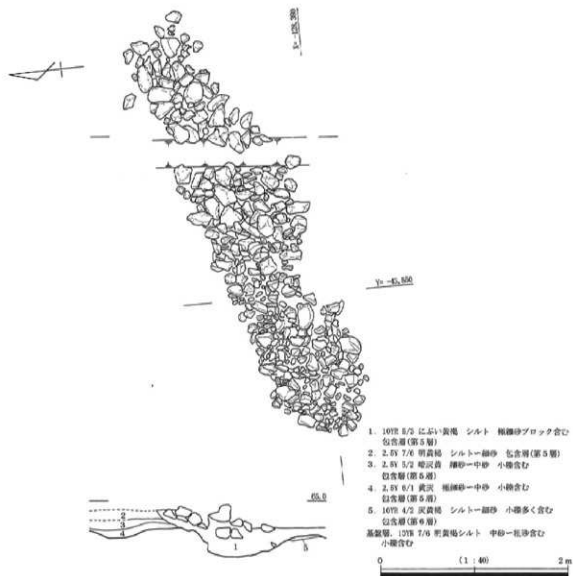 Y= -45,550
1. 10YR 5/3 にぶい黄褐 シルト 極細砂ブロック含む
包含層(第5層)
2. 2.5Y 7/6 明黄褐 シルト～細砂 包含層(第5層)
3. 2.5Y 5/2 暗灰黄 細砂～中砂 小礫含む
包含層(第5層)
4. 2.5Y 6/1 黄灰 極細砂～中砂 小礫含む
包含層(第5層)
5. 10YR 4/2 灰黄褐 シルト～細砂 小礫多く含む
包含層(第6層)
基盤層. 10YR 7/6 明黄褐シルト 中砂～粗砂含む
小礫含む
65.0
2
3
4
1
5
0 (1:40) 2m